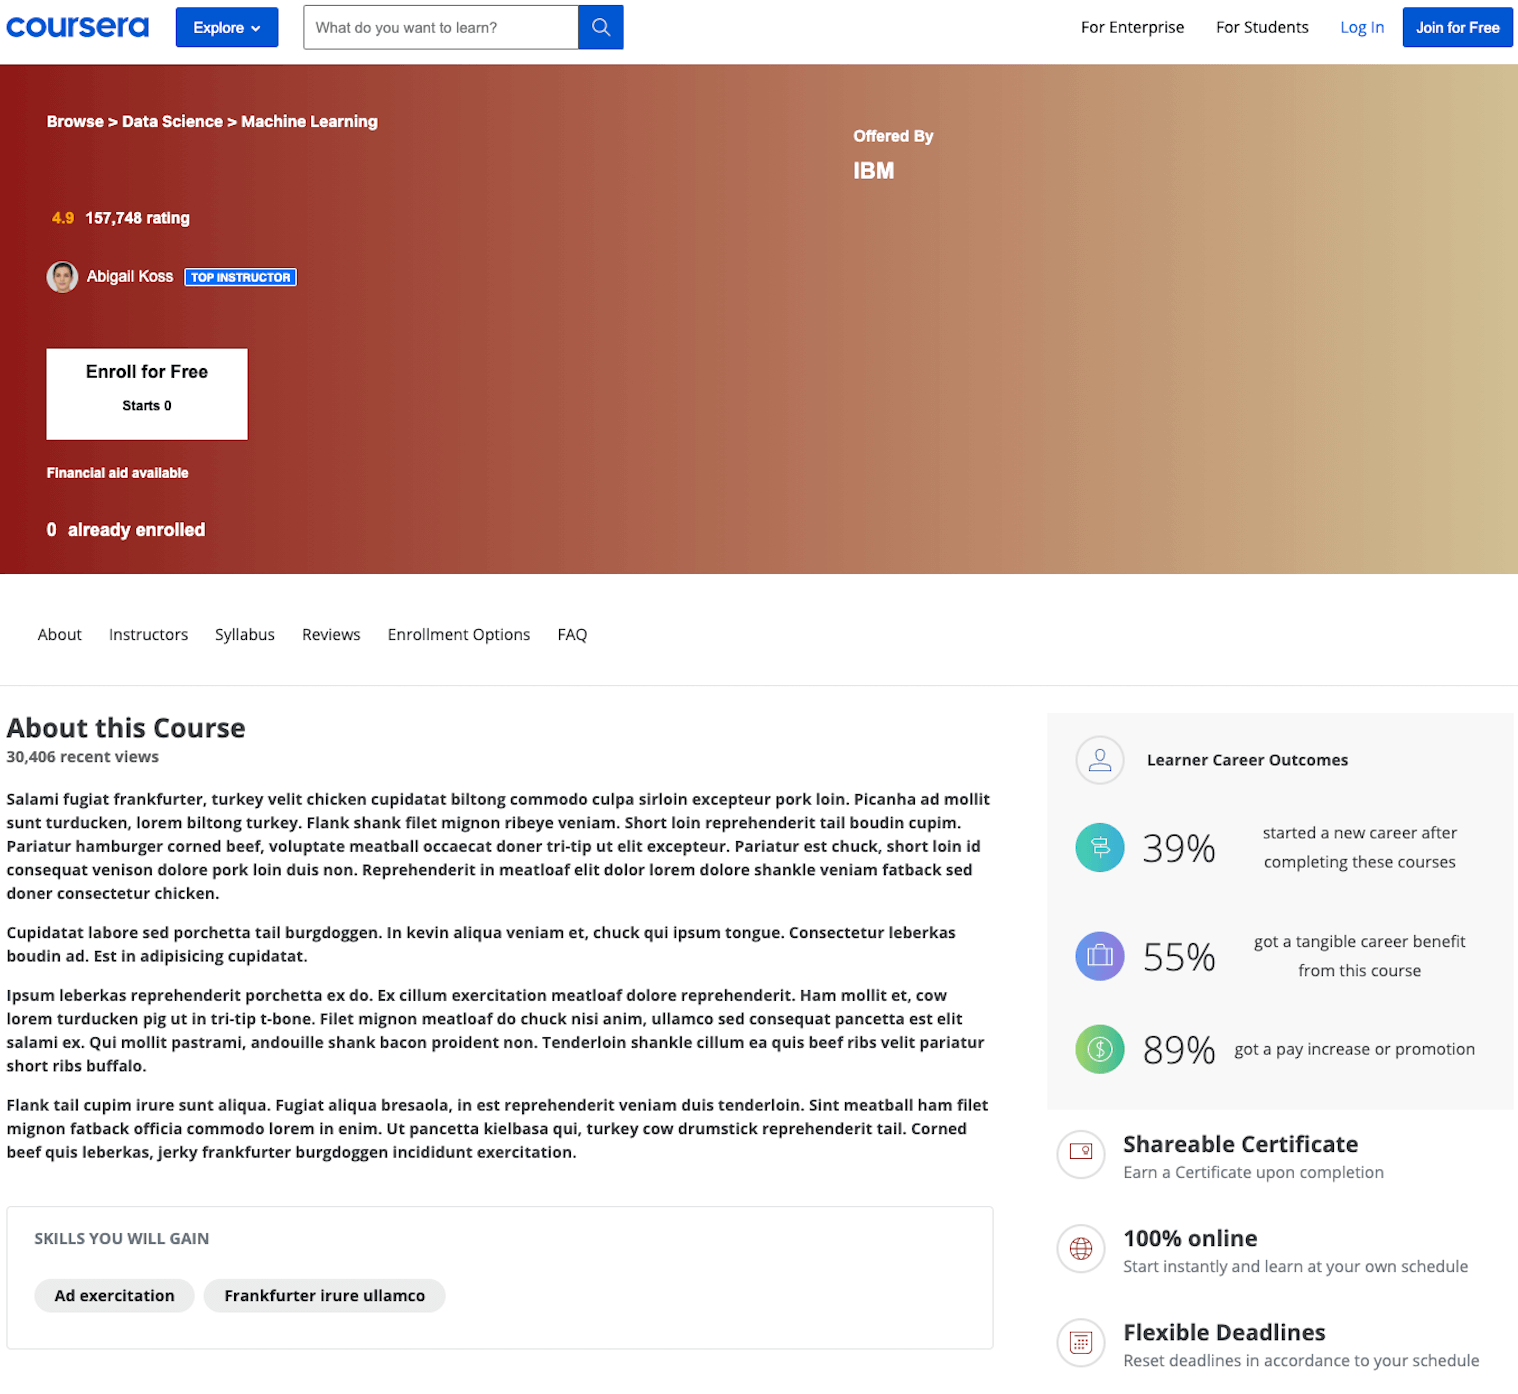 coursera
Explore
What do you want to learn?
For Enterprise
For Students
Log In
Join for Free
Browse > Data Science > Machine Learning
Offered By
IBM
4.9 157,748 rating
Abigail Koss TOP INSTRUCTOR
Enroll for Free
Starts 0
Financial aid available
0 already enrolled
About
Instructors
Syllabus
Reviews
Enrollment Options
FAQ
About this Course
30,406 recent views
Salami fugiat frankfurter, turkey velit chicken cupidatat biltong commodo culpa sirloin excepteur pork loin. Picanha ad mollit
sunt turducken, lorem biltong turkey. Flank shank filet mignon ribeye veniam. Short loin reprehenderit tail boudin cupim.
Pariatur hamburger corned beef, voluptate meatball occaecat doner tri-tip ut elit excepteur. Pariatur est chuck, short loin id
consequat venison dolore pork loin duis non. Reprehenderit in meatloaf elit dolor lorem dolore shankle veniam fatback sed
doner consectetur chicken.
Cupidatat labore sed porchetta tail burgdoggen. In kevin aliqua veniam et, chuck qui ipsum tongue. Consectetur leberkas
boudin ad. Est in adipisicing cupidatat.
Ipsum leberkas reprehenderit porchetta ex do. Ex cillum exercitation meatloaf dolore reprehenderit. Ham mollit et, cow
lorem turducken pig ut in tri-tip t-bone. Filet mignon meatloaf do chuck nisi anim, ullamco sed consequat pancetta est elit
salami ex. Qui mollit pastrami, andouille shank bacon proident non. Tenderloin shankle cillum ea quis beef ribs velit pariatur
short ribs buffalo.
Flank tail cupim irure sunt aliqua. Fugiat aliqua bresaola, in est reprehenderit veniam duis tenderloin. Sint meatball ham filet
mignon fatback officia commodo lorem in enim. Ut pancetta kielbasa qui, turkey cow drumstick reprehenderit tail. Corned
beef quis leberkas, jerky frankfurter burgdoggen incididunt exercitation.
SKILLS YOU WILL GAIN
Ad exercitation
Frankfurter irure ullamco
Learner Career Outcomes
39%
started a new career after
completing these courses
55%
got a tangible career benefit
from this course
89%
got a pay increase or promotion
Shareable Certificate
Earn a Certificate upon completion
100% online
Start instantly and learn at your own schedule
Flexible Deadlines
Reset deadlines in accordance to your schedule